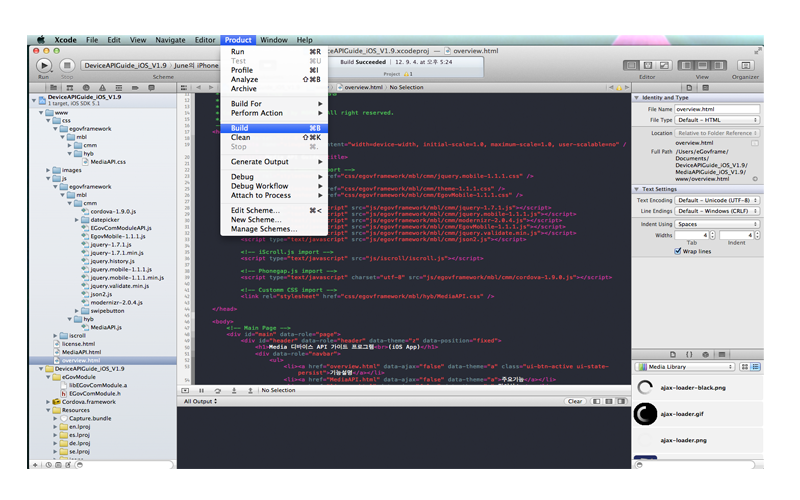 Xcode File Edit View Navigate Editor Product Window Help
DeviceAPIGuide_iOS_V1.9.xcodeproj — overview.html
Run
Stop
DeviceAPIGuide_iOS_V1.9 June의 iPhone
Scheme
Build Succeeded | 12. 9. 4. at 오후 5:24
Project 1
Editor
View
Organizer
overview.html No Selection
DeviceAPIGuide_iOS_V1.9
1 target, iOS SDK 5.1
www
css
egovframework
mbl
cmm
hyb
MediaAPI.css
images
js
egovframework
mbl
cmm
cordova-1.9.0.js
datepicker
EGovComModuleAPI.js
EgovMobile-1.1.1.js
jquery-1.7.1.js
jquery-1.7.1.min.js
jquery.history.js
jquery.mobile-1.1.1.js
jquery.mobile-1.1.1.min.js
jquery.validate.min.js
json2.js
modernizr-2.0.4.js
swipebutton
hyb
MediaAPI.js
iscroll
license.html
MediaAPI.html
overview.html
DeviceAPIGuide_iOS_V1.9
eGovModule
libEGovComModule.a
EGovComModule.h
Cordova.framework
Resources
Capture.bundle
en.lproj
es.lproj
de.lproj
se.lproj
Run ⌘R
Test ⌘U
Profile ⌘I
Analyze ⇧⌘B
Archive
Build For
Perform Action
Build ⌘B
Clean ⇧⌘K
Stop ⌘.
Generate Output
Debug
Debug Workflow
Attach to Process
Edit Scheme... ⌘<
New Scheme...
Manage Schemes...
All right reserved.
content="width=device-width, initial-scale=1.0, maximum-scale=1.0, user-scalable=no" /
title>
import -->
href="css/egovframework/mbl/cmm/jquery.mobile-1.1.1.css" />
href="css/egovframework/mbl/cmm/theme-1.1.1.css" />
href="css/egovframework/mbl/cmm/EgovMobile-1.1.1.css" />
src="js/egovframework/mbl/cmm/jquery-1.7.1.js"></script>
src="js/egovframework/mbl/cmm/jquery.mobile-1.1.1.js"></script>
src="js/egovframework/mbl/cmm/modernizr-2.0.4.js"></script>
src="js/egovframework/mbl/cmm/EgovMobile-1.1.1.js"></script>
src="js/egovframework/mbl/cmm/jquery.validate.min.js"></script>
<script type="text/javascript" src="js/egovframework/mbl/cmm/json2.js"></script>
<!-- iScroll.js import -->
<script type="text/javascript" src="js/iscroll/iscroll.js"></script>
<!-- Phonegap.js import -->
<script type="text/javascript" charset="utf-8" src="js/egovframework/mbl/cmm/cordova-1.9.0.js"></script>
<!-- Custom CSS import -->
<link rel="stylesheet" href="css/egovframework/mbl/hyb/MediaAPI.css" />
</head>
<body>
<!-- Main Page -->
<div id="main" data-role="page">
<div id="header" data-role="header" data-theme="z" data-position="fixed">
<h1>Media 디바이스 API 가이드 프로그램<br>(iOS App)</h1>
<div data-role="navbar">
<ul>
<li><a href="overview.html" data-ajax="false" data-theme="u" class="ui-btn-active ui-state-
persist">기능설명</a></li>
<li><a href="MediaAPI.html" data-ajax="false" data-theme="u">주요기능</a></li>
No Selection
All Output
Clear
Identity and Type
File Name overview.html
File Type Default - HTML
Location Relative to Folder Reference
overview.html
Full Path /Users/eGovframe/
Documents/
DeviceAPIGuide_iOS_V1.9/
MediaAPIGuide_iOS_V1.9/
www/overview.html
Text Settings
Text Encoding Default - Unicode (UTF-8)
Line Endings Default - Windows (CRLF)
Indent Using Spaces
Widths 4 4
Tab Indent
Wrap lines
Media Library
ajax-loader-black.png
ajax-loader.gif
ajax-loader.png